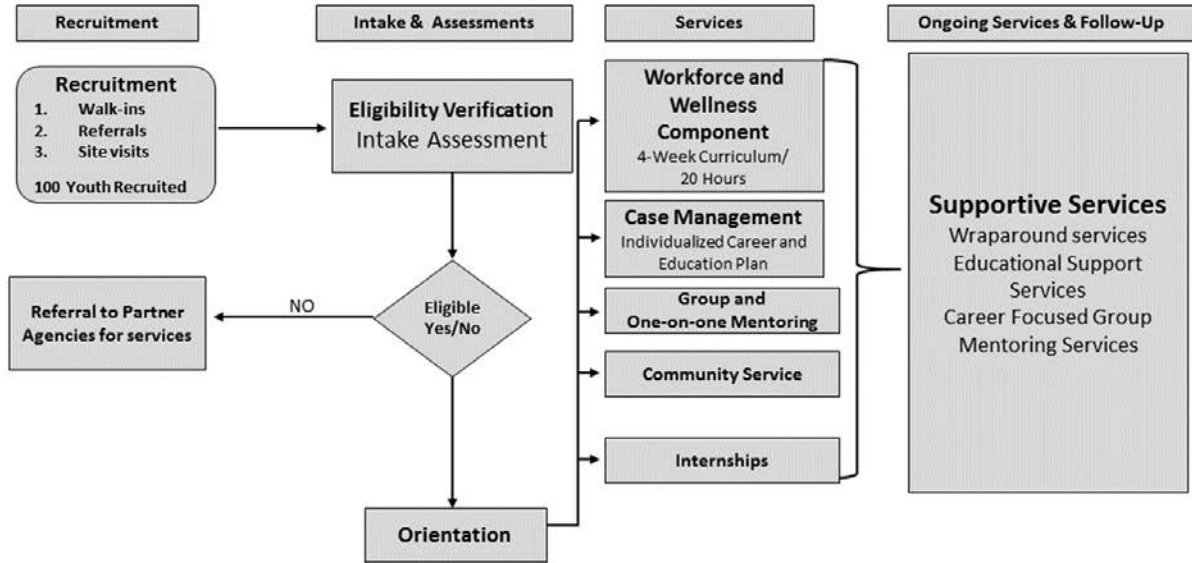 Recruitment
Intake & Assessments
Services
Ongoing Services & Follow-Up
Recruitment
1. Walk-ins
2. Referrals
3. Site visits
100 Youth Recruited
Eligibility Verification
Intake Assessment
Eligible
Yes/No
NO
Referral to Partner
Agencies for services
Orientation
Workforce and
Wellness
Component
4-Week Curriculum/
20 Hours
Case Management
Individualized Career and
Education Plan
Group and
One-on-one Mentoring
Community Service
Internships
Supportive Services
Wraparound services
Educational Support
Services
Career Focused Group
Mentoring Services